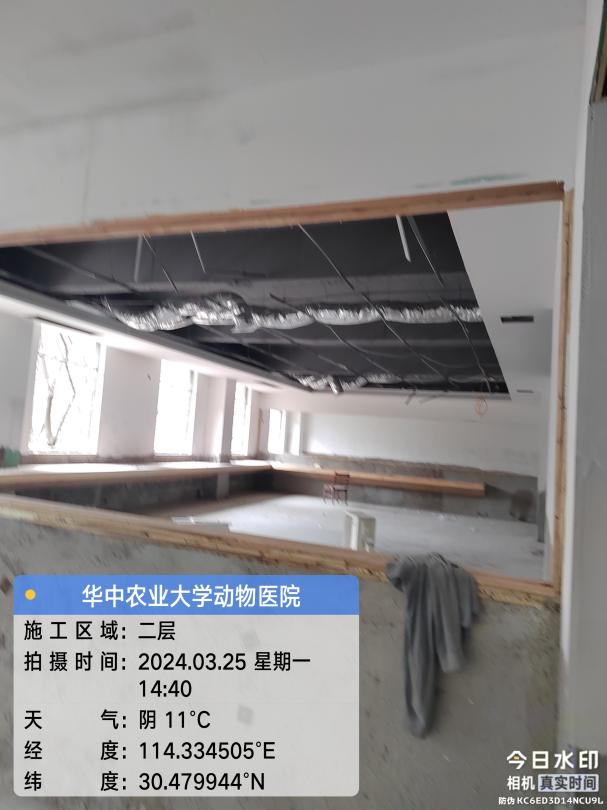 华中农业大学动物医院
施工区域：二层
拍摄时间：2024.03.25 星期一
14:40
天气：阴 11°C
经度：114.334505°E
纬度：30.479944°N
今日水印
相机 真实时间
防伪 KC6ED3D14NCU9L